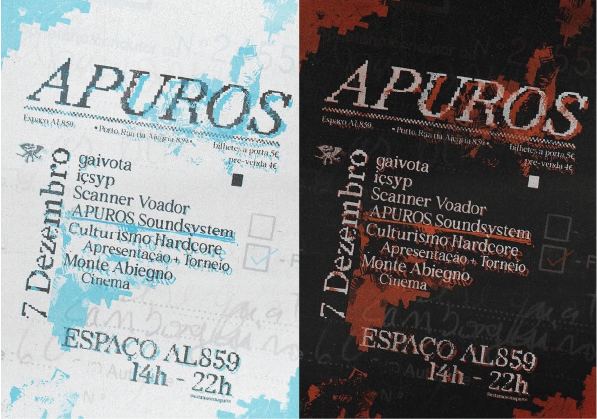 APUROS
Espaço AL859
• Porto, Rua da Alegria 859 •
bilhetes a porta 5€
pre-venda 4€
7 Dezembro
gaivota
içsyp
Scanner Voador
APUROS Soundsystem
Culturismo Hardcore
Apresentação + Torneio
Monte Abiegno
Cinema
ESPAÇO AL859
14h - 22h
APUROS
Espaço AL859
• Porto, Rua da Alegria 859 •
bilhetes a porta 5€
pre-venda 4€
7 Dezembro
gaivota
içsyp
Scanner Voador
APUROS Soundsystem
Culturismo Hardcore
Apresentação + Torneio
Monte Abiegno
Cinema
ESPAÇO AL859
14h - 22h